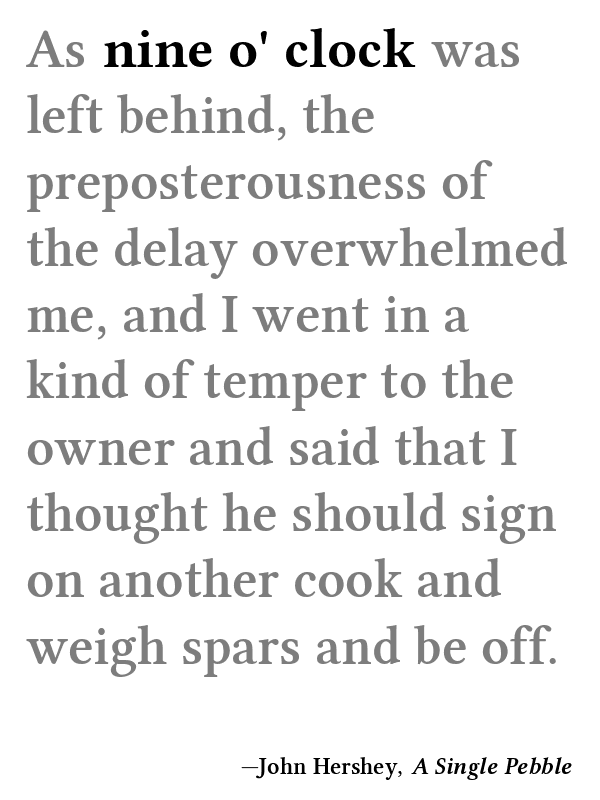 As nine o' clock was
left behind, the
preposterousness of
the delay overwhelmed
me, and I went in a
kind of temper to the
owner and said that I
thought he should sign
on another cook and
weigh spars and be off.
—John Hershey, A Single Pebble